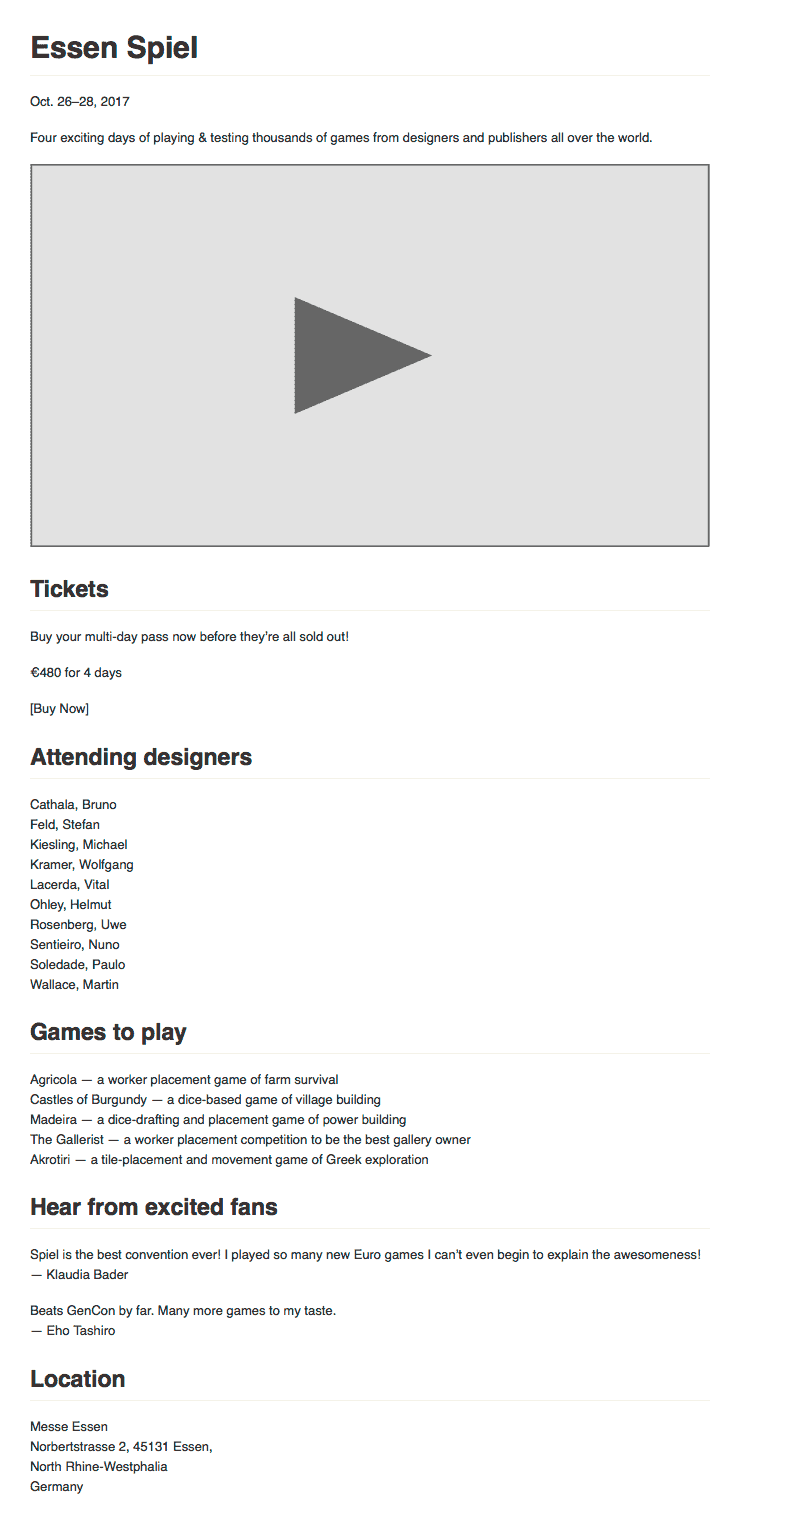 Essen Spiel
Oct. 26–28, 2017
Four exciting days of playing & testing thousands of games from designers and publishers all over the world.
Tickets
Buy your multi-day pass now before they’re all sold out!
€480 for 4 days
[Buy Now]
Attending designers
Cathala, Bruno
Feld, Stefan
Kiesling, Michael
Kramer, Wolfgang
Lacerda, Vital
Ohley, Helmut
Rosenberg, Uwe
Sentieiro, Nuno
Soledade, Paulo
Wallace, Martin
Games to play
Agricola — a worker placement game of farm survival
Castles of Burgundy — a dice-based game of village building
Madeira — a dice-drafting and placement game of power building
The Gallerist — a worker placement competition to be the best gallery owner
Akrotiri — a tile-placement and movement game of Greek exploration
Hear from excited fans
Spiel is the best convention ever! I played so many new Euro games I can’t even begin to explain the awesomeness!
— Klaudia Bader
Beats GenCon by far. Many more games to my taste.
— Eho Tashiro
Location
Messe Essen
Norbertstrasse 2, 45131 Essen,
North Rhine-Westphalia
Germany